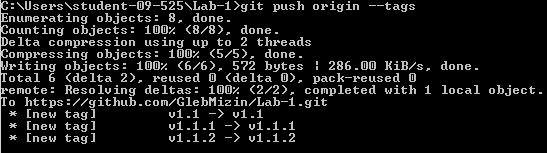 C:\Users\student-09-525\Lab-1>git push origin --tags
Enumerating objects: 8, done.
Counting objects: 100% (8/8), done.
Delta compression using up to 2 threads
Compressing objects: 100% (5/5), done.
Writing objects: 100% (6/6), 572 bytes | 286.00 KiB/s, done.
Total 6 (delta 2), reused 0 (delta 0), pack-reused 0
remote: Resolving deltas: 100% (2/2), completed with 1 local object.
To https://github.com/GlebMizin/Lab-1.git
 * [new tag]         v1.1 -> v1.1
 * [new tag]         v1.1.1 -> v1.1.1
 * [new tag]         v1.1.2 -> v1.1.2